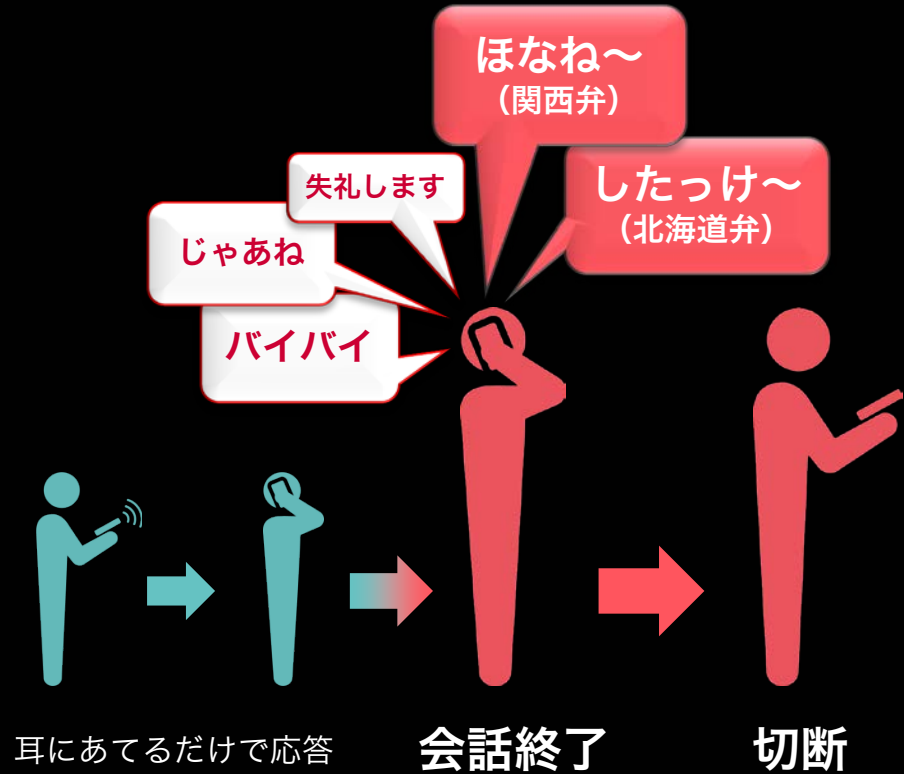 ほなね～
（関西弁）
したっけ～
（北海道弁）
失礼します
じゃあね
バイバイ
耳にあてるだけで応答
会話終了
切断